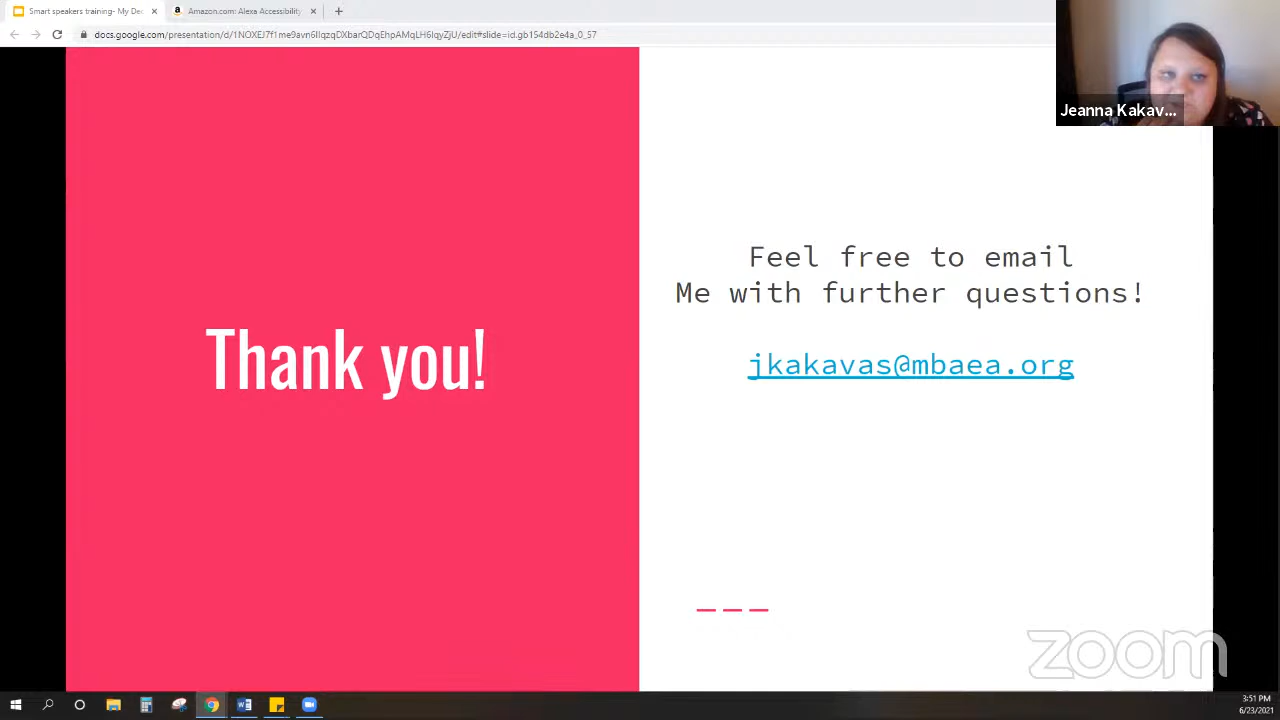 Smart speakers training- My Dec
Amazon.com: Alexa Accessibility
docs.google.com/presentation/d/1NOXEJ7f1me9avn6IIqzqDXbHQDqEhpAMqLH6IqyZjU/edit#slide=id.gb154db2e4a_0_57
Jeanna Kakav...
Thank you!
Feel free to email
Me with further questions!
jkakavas@mbaea.org
zoom
3:51 PM
6/23/2021